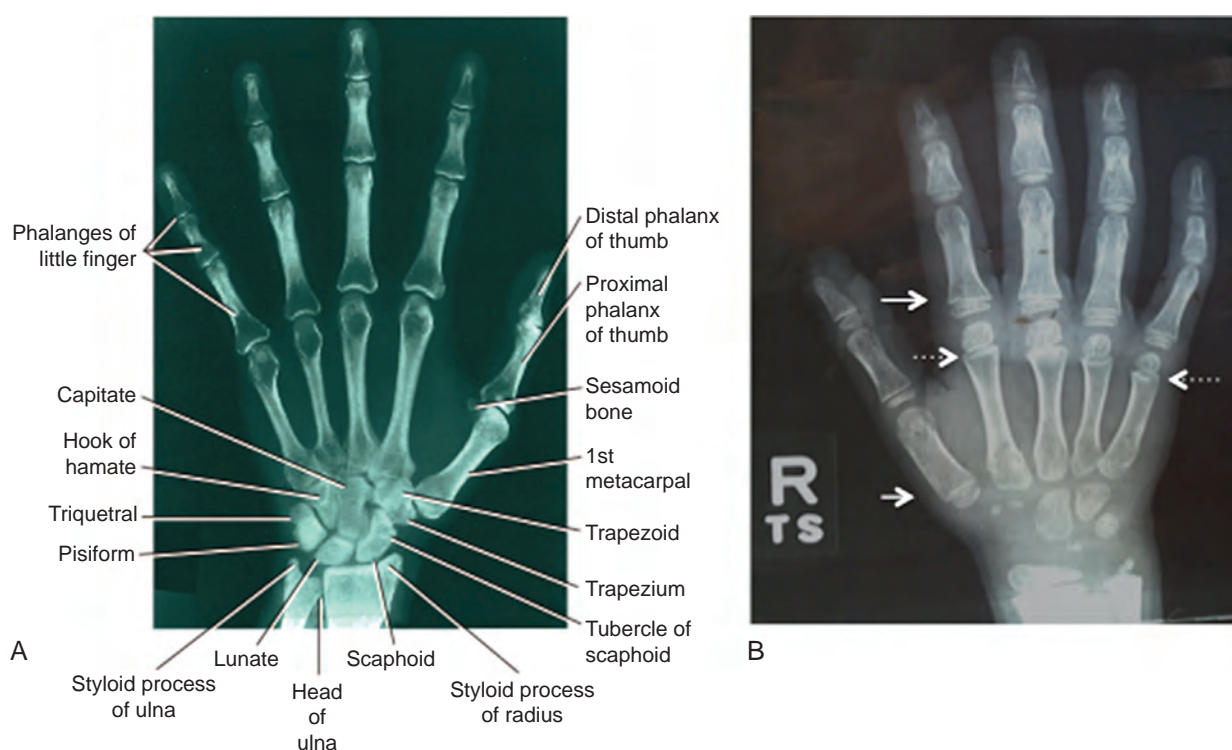 Phalanges of
little finger
Capitate
Hook of
hamate
Triquetral
Pisiform
Styloid process
of ulna
Lunate
Head
of
ulna
Scaphoid
Styloid process
of radius
Distal phalanx
of thumb
Proximal
phalanx
of thumb
Sesamoid
bone
1st
metacarpal
Trapezoid
Trapezium
Tubercle of
scaphoid
A
R
TS
B